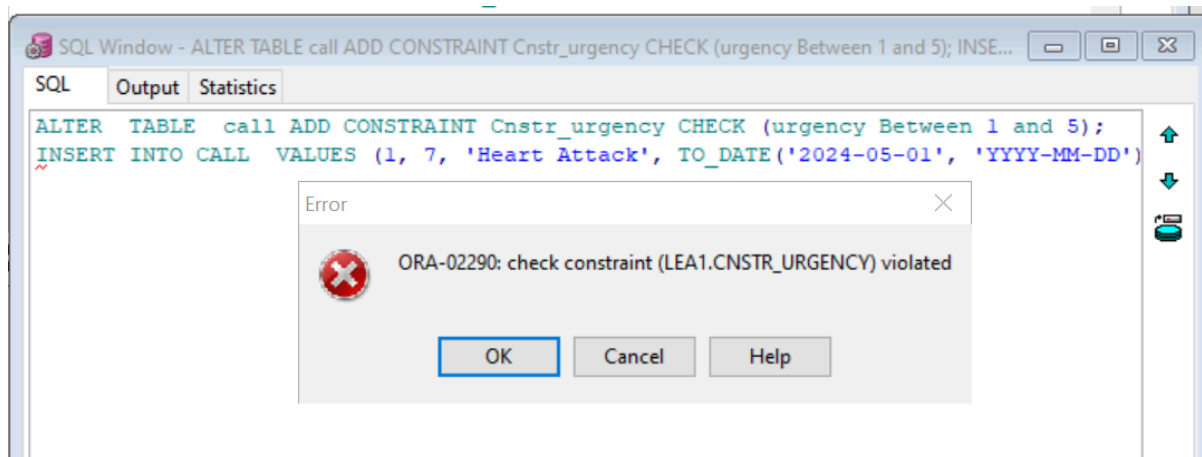 SQL Window - ALTER TABLE call ADD CONSTRAINT Cnstr_urgency CHECK (urgency Between 1 and 5); INSE...
SQL Output Statistics
ALTER  TABLE  call ADD CONSTRAINT Cnstr_urgency CHECK (urgency Between 1 and 5);
INSERT INTO CALL  VALUES (1, 7, 'Heart Attack', TO_DATE('2024-05-01', 'YYYY-MM-DD')
Error
ORA-02290: check constraint (LEA1.CNSTR_URGENCY) violated
OK Cancel Help